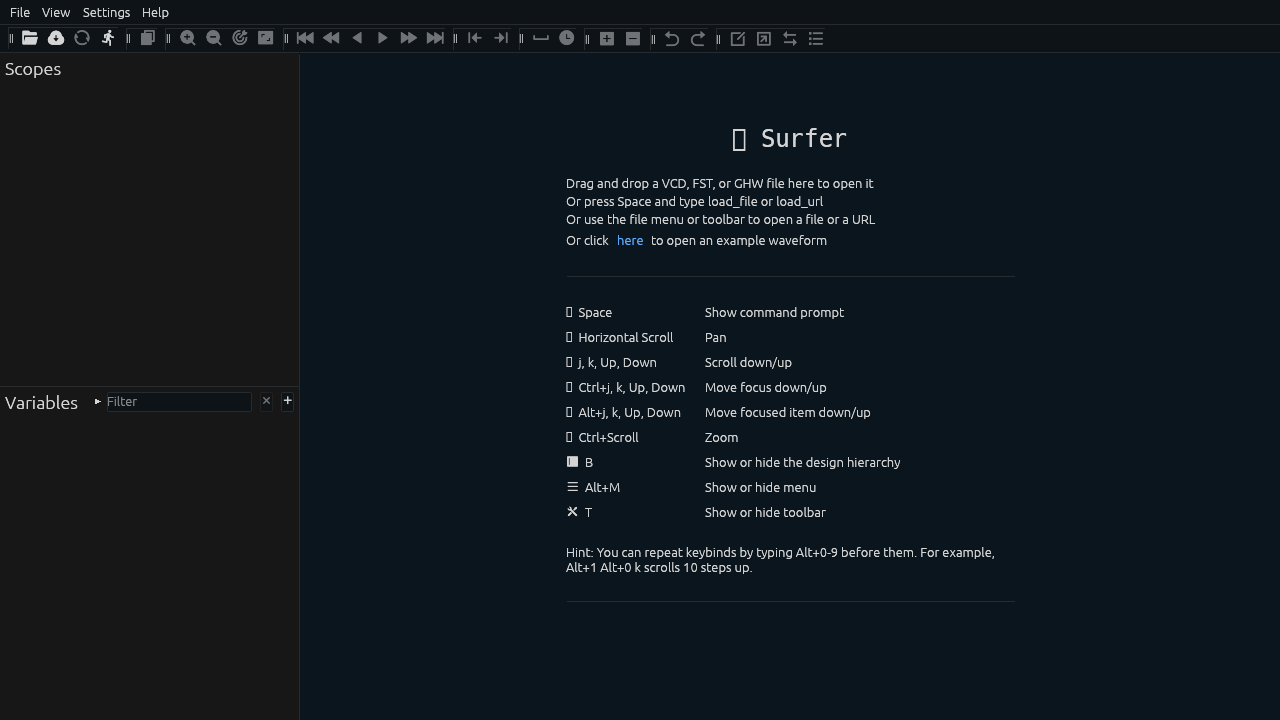 File View Settings Help
Scopes
Surfer
Drag and drop a VCD, FST, or GHW file here to open it
Or press Space and type load_file or load_url
Or use the file menu or toolbar to open a file or a URL
Or click here to open an example waveform
Space Show command prompt
Horizontal Scroll Pan
j, k, Up, Down Scroll down/up
Ctrl+j, k, Up, Down Move focus down/up
Alt+j, k, Up, Down Move focused item down/up
Ctrl+Scroll Zoom
B Show or hide the design hierarchy
Alt+M Show or hide menu
T Show or hide toolbar
Hint: You can repeat keybinds by typing Alt+0-9 before them. For example,
Alt+1 Alt+0 k scrolls 10 steps up.
Variables Filter